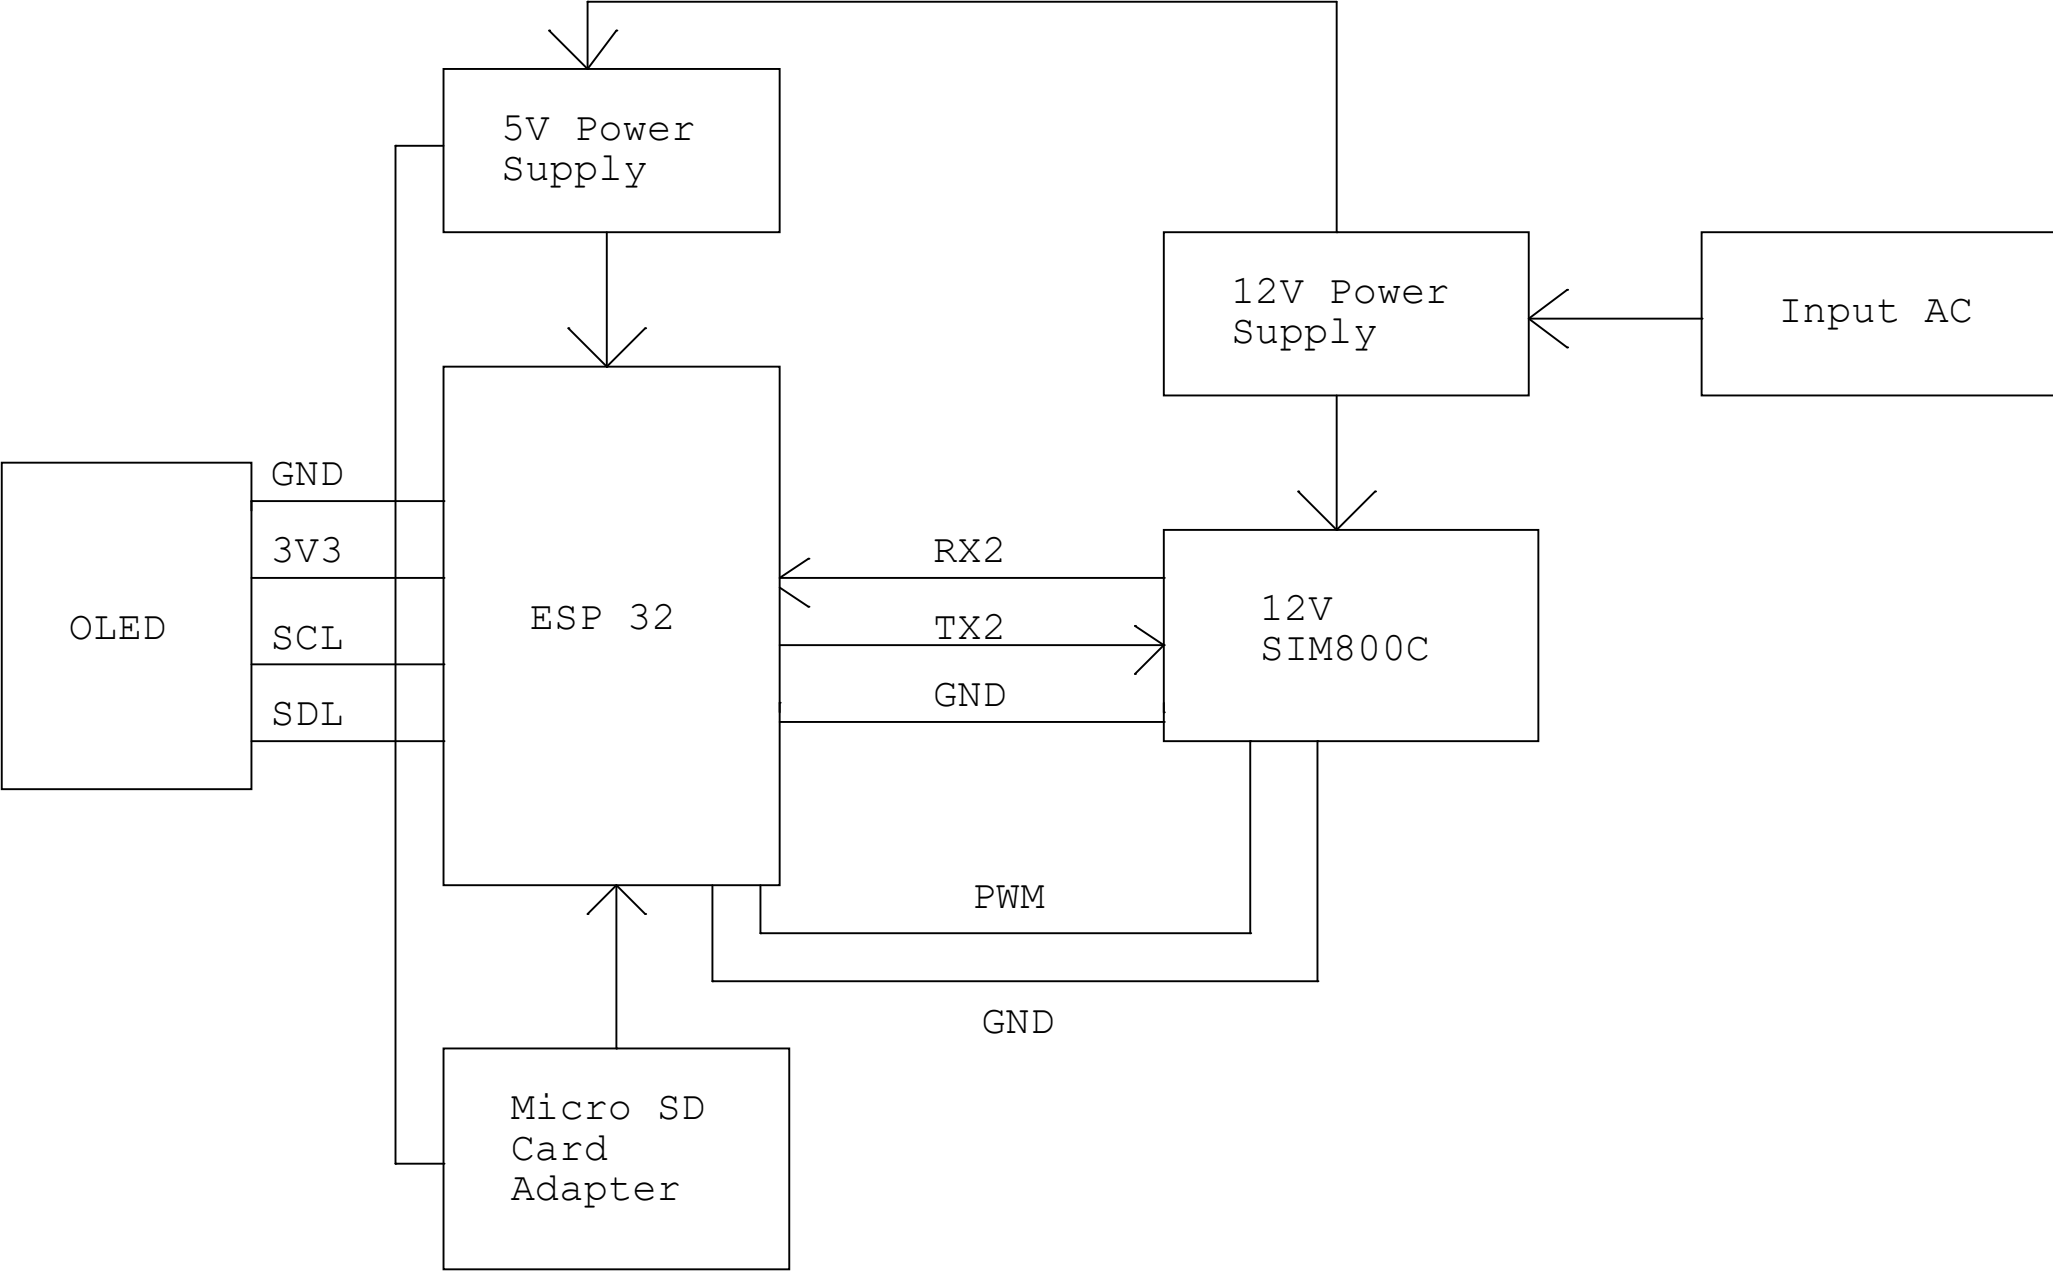 5V Power
Supply
12V Power
Supply
Input AC
GND
3V3
SCL
SDL
OLED
ESP 32
RX2
TX2
GND
12V
SIM800C
PWM
GND
Micro SD
Card
Adapter